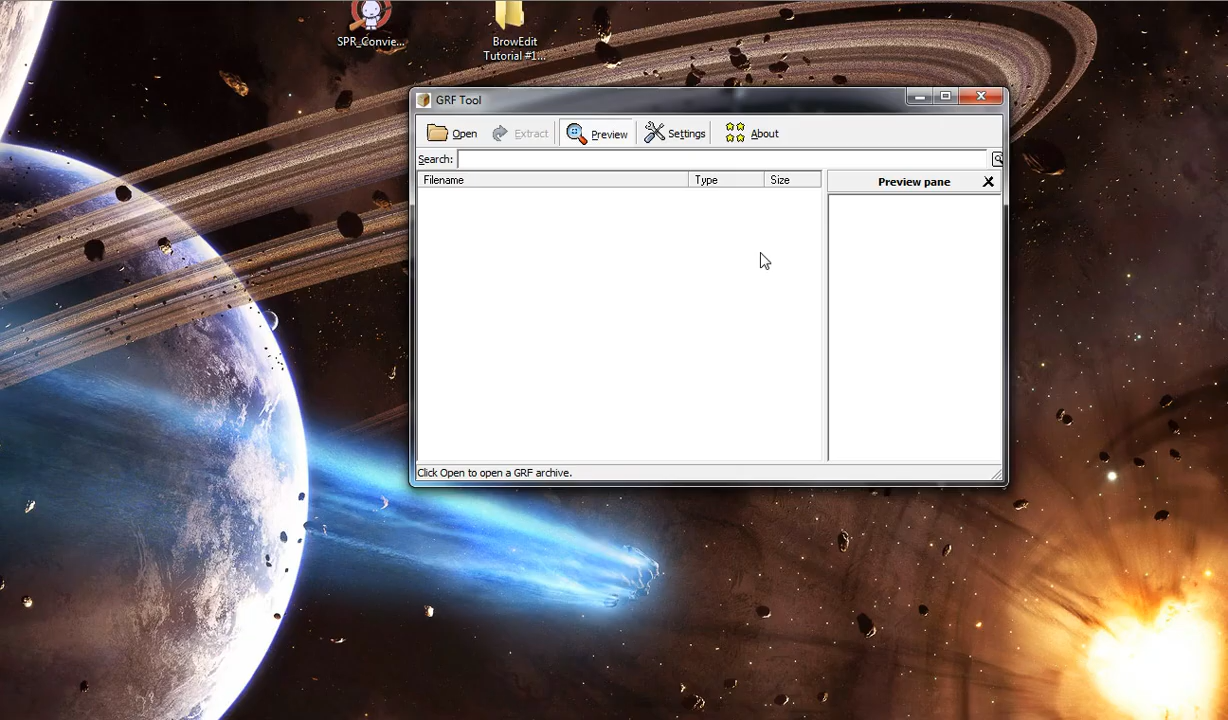 SPR_Convie...
BrowEdit
Tutorial #1...
GRF Tool
Open Extract Preview Settings About
Search:
Filename Type Size Preview pane
Click Open to open a GRF archive.